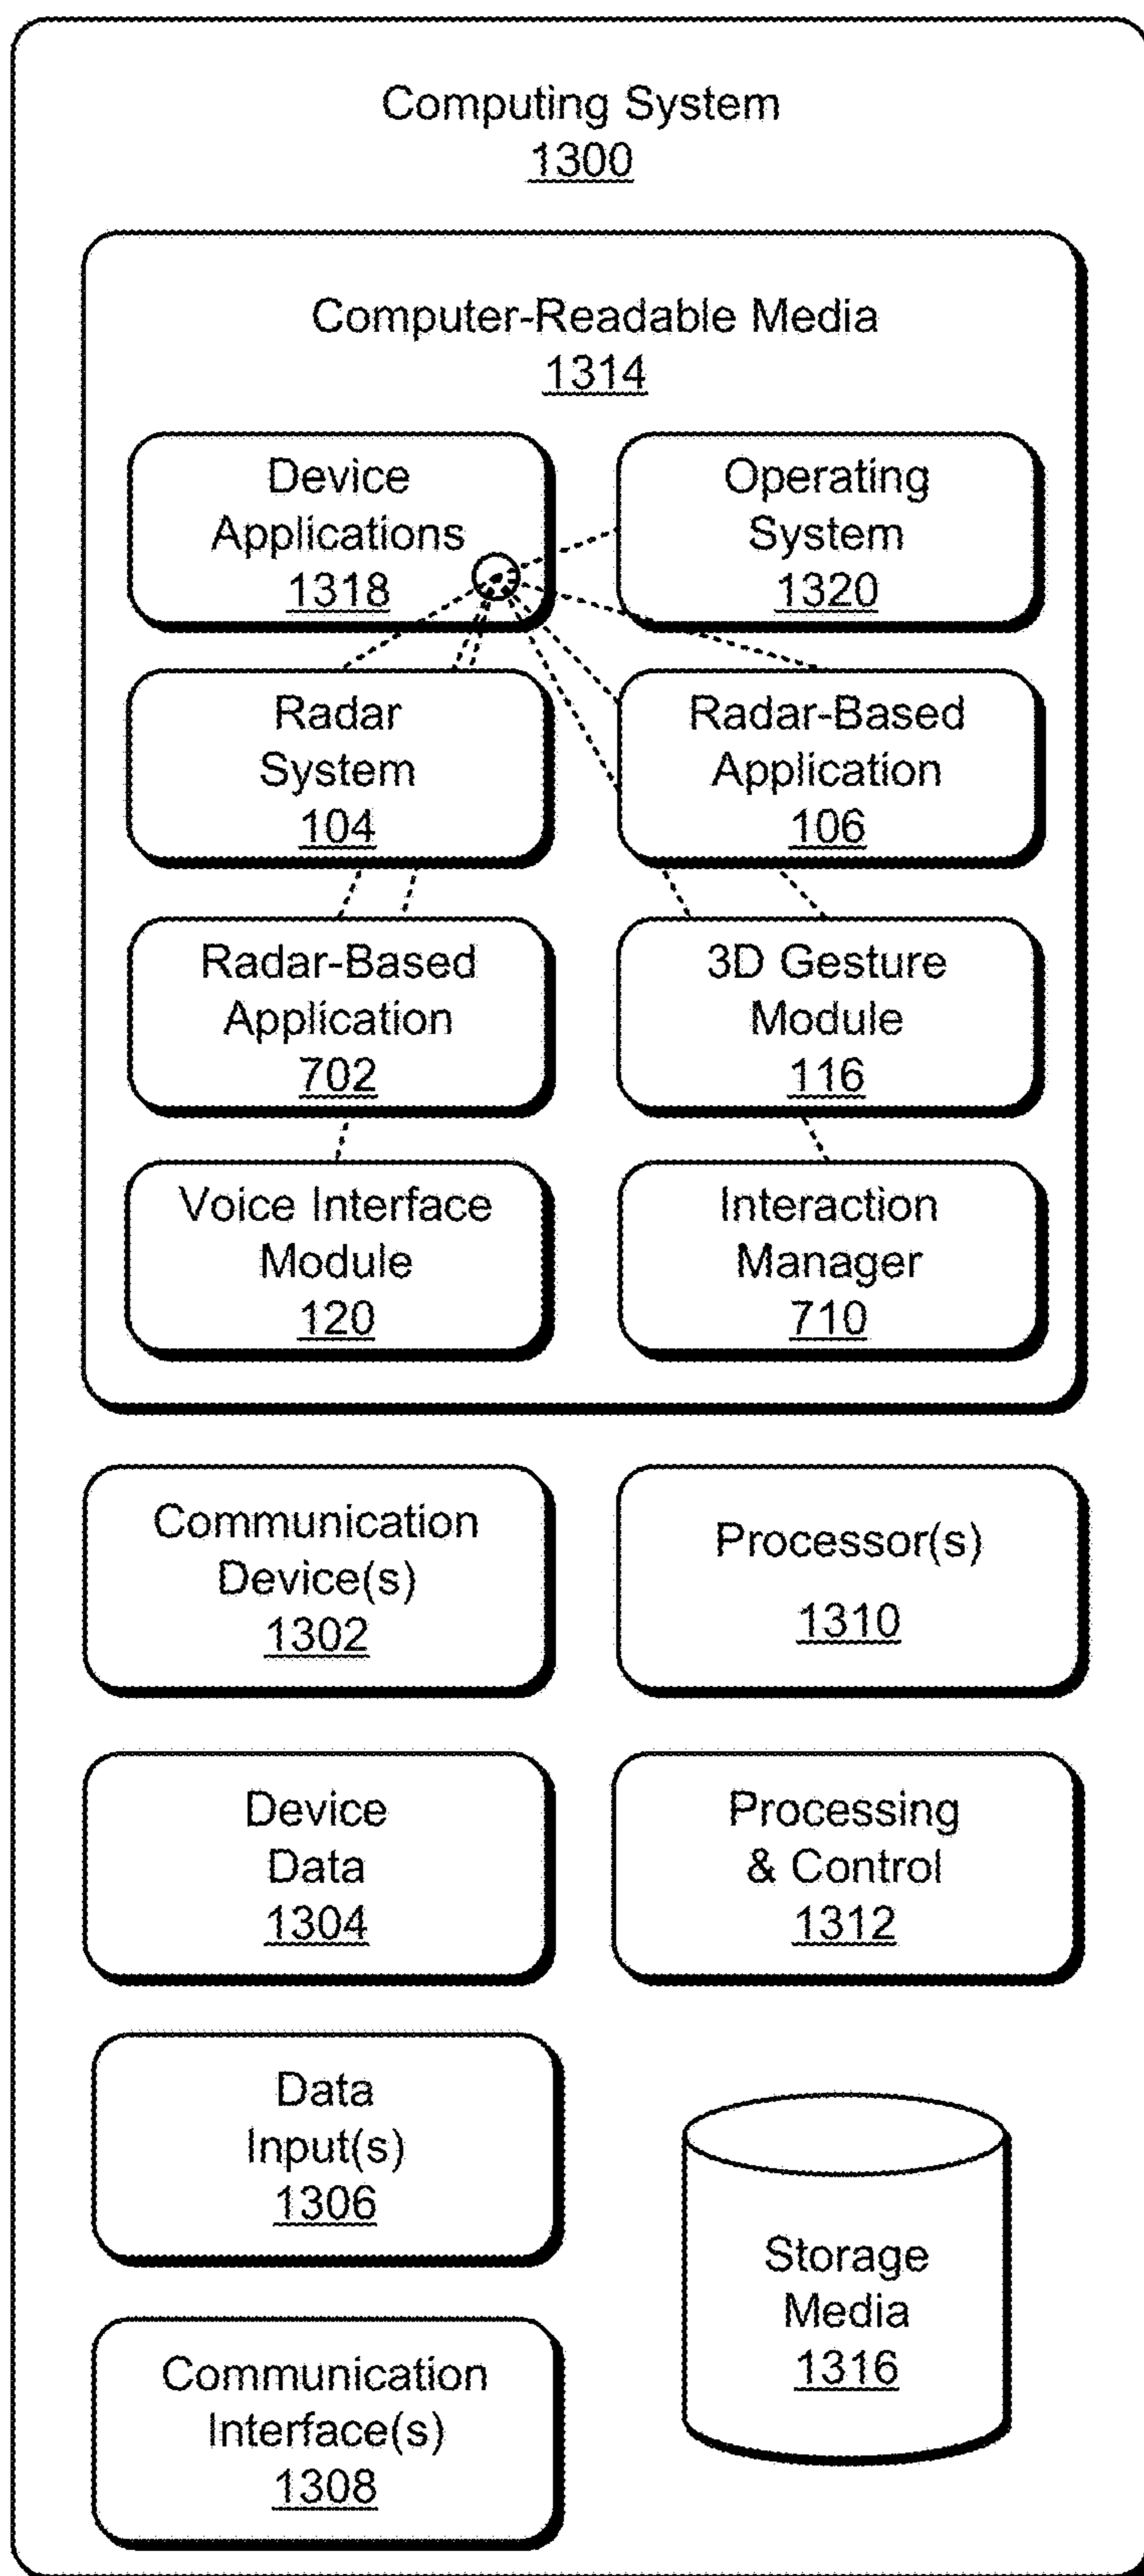 Computing System
1300
Computer-Readable Media
1314
Device
Applications
1318
Operating
System
1320
Radar
System
104
Radar-Based
Application
106
Radar-Based
Application
702
3D Gesture
Module
116
Voice Interface
Module
120
Interaction
Manager
710
Communication
Device(s)
1302
Processor(s)
1310
Device
Data
1304
Processing
& Control
1312
Data
Input(s)
1306
Storage
Media
1316
Communication
Interface(s)
1308